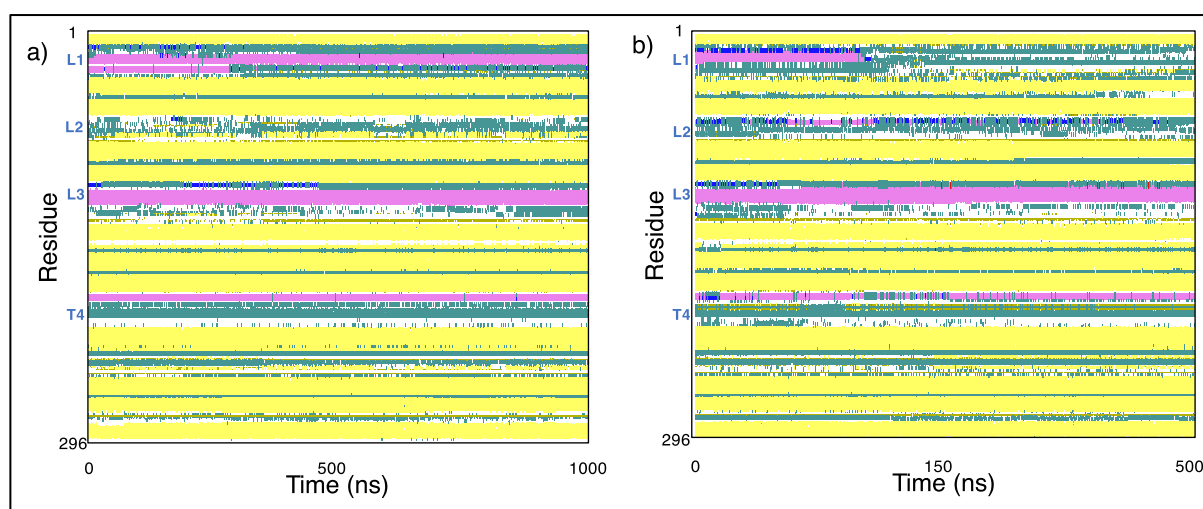 a)
1
L1
L2
L3
T4
296
Residue
0
500
1000
Time (ns)
b)
1
L1
L2
L3
T4
296
Residue
0
150
500
Time (ns)